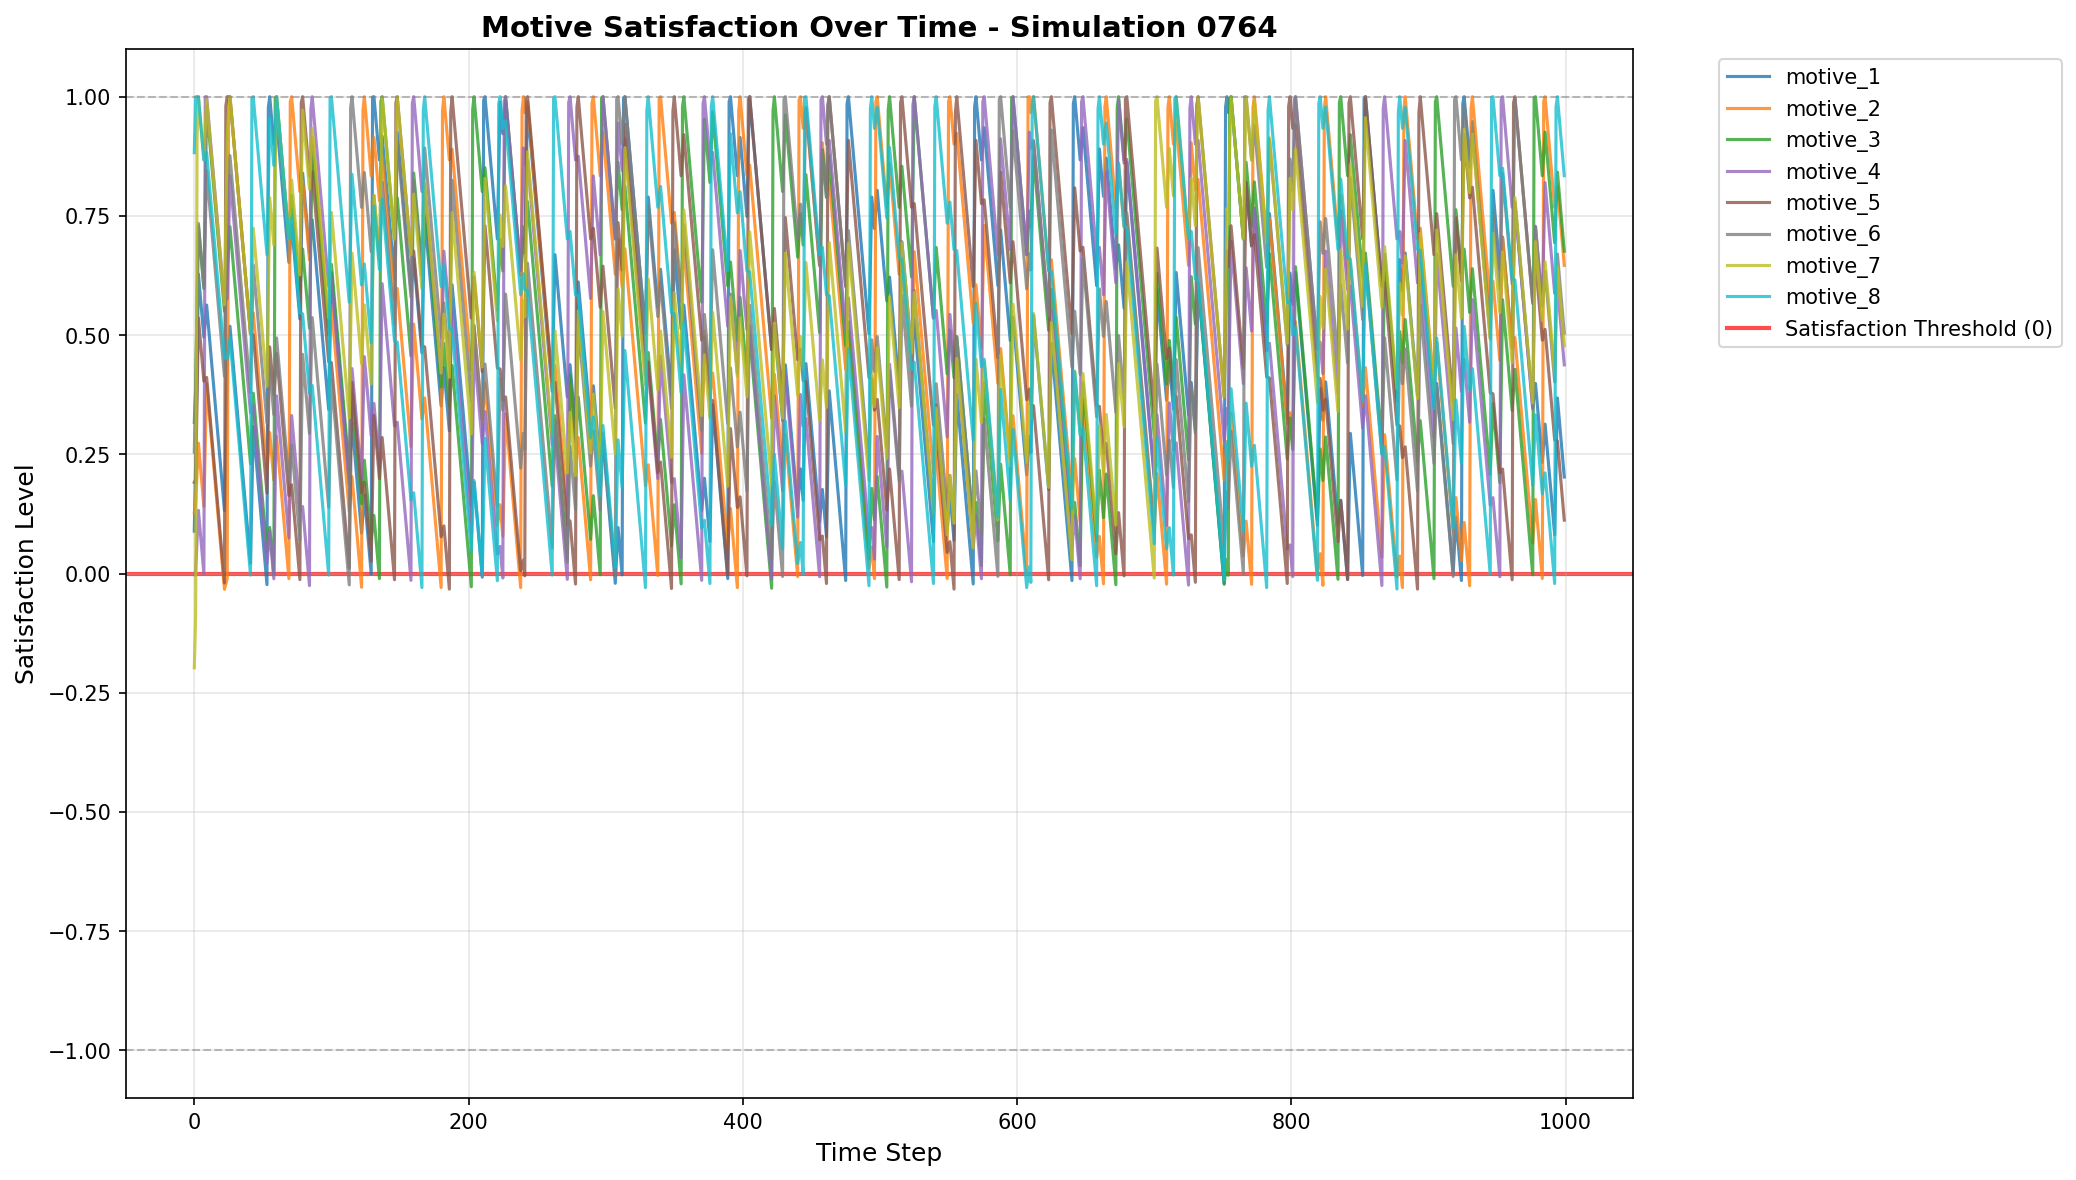 Motive Satisfaction Over Time - Simulation 0764
Satisfaction Level
1.00
0.75
0.50
0.25
0.00
−0.25
−0.50
−0.75
−1.00
0
200
400
600
800
1000
Time Step
motive_1
motive_2
motive_3
motive_4
motive_5
motive_6
motive_7
motive_8
Satisfaction Threshold (0)